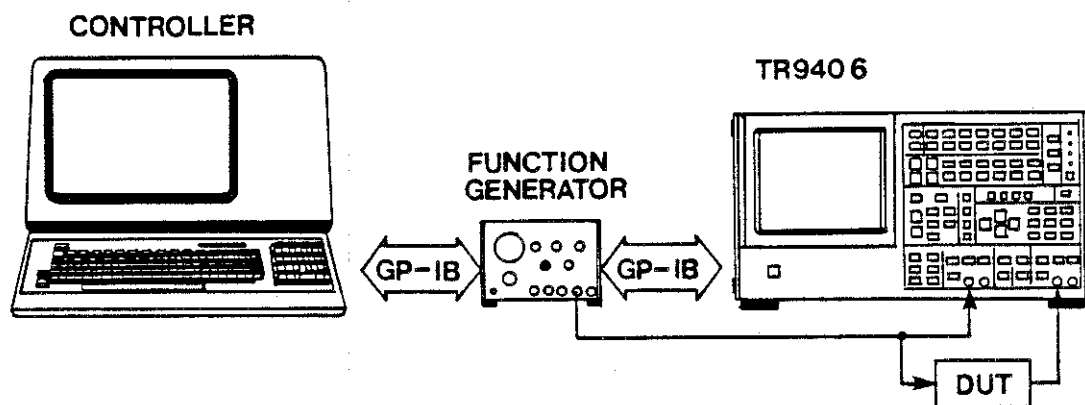 CONTROLLER
TR9406
FUNCTION
GENERATOR
GP-IB
GP-IB
DUT